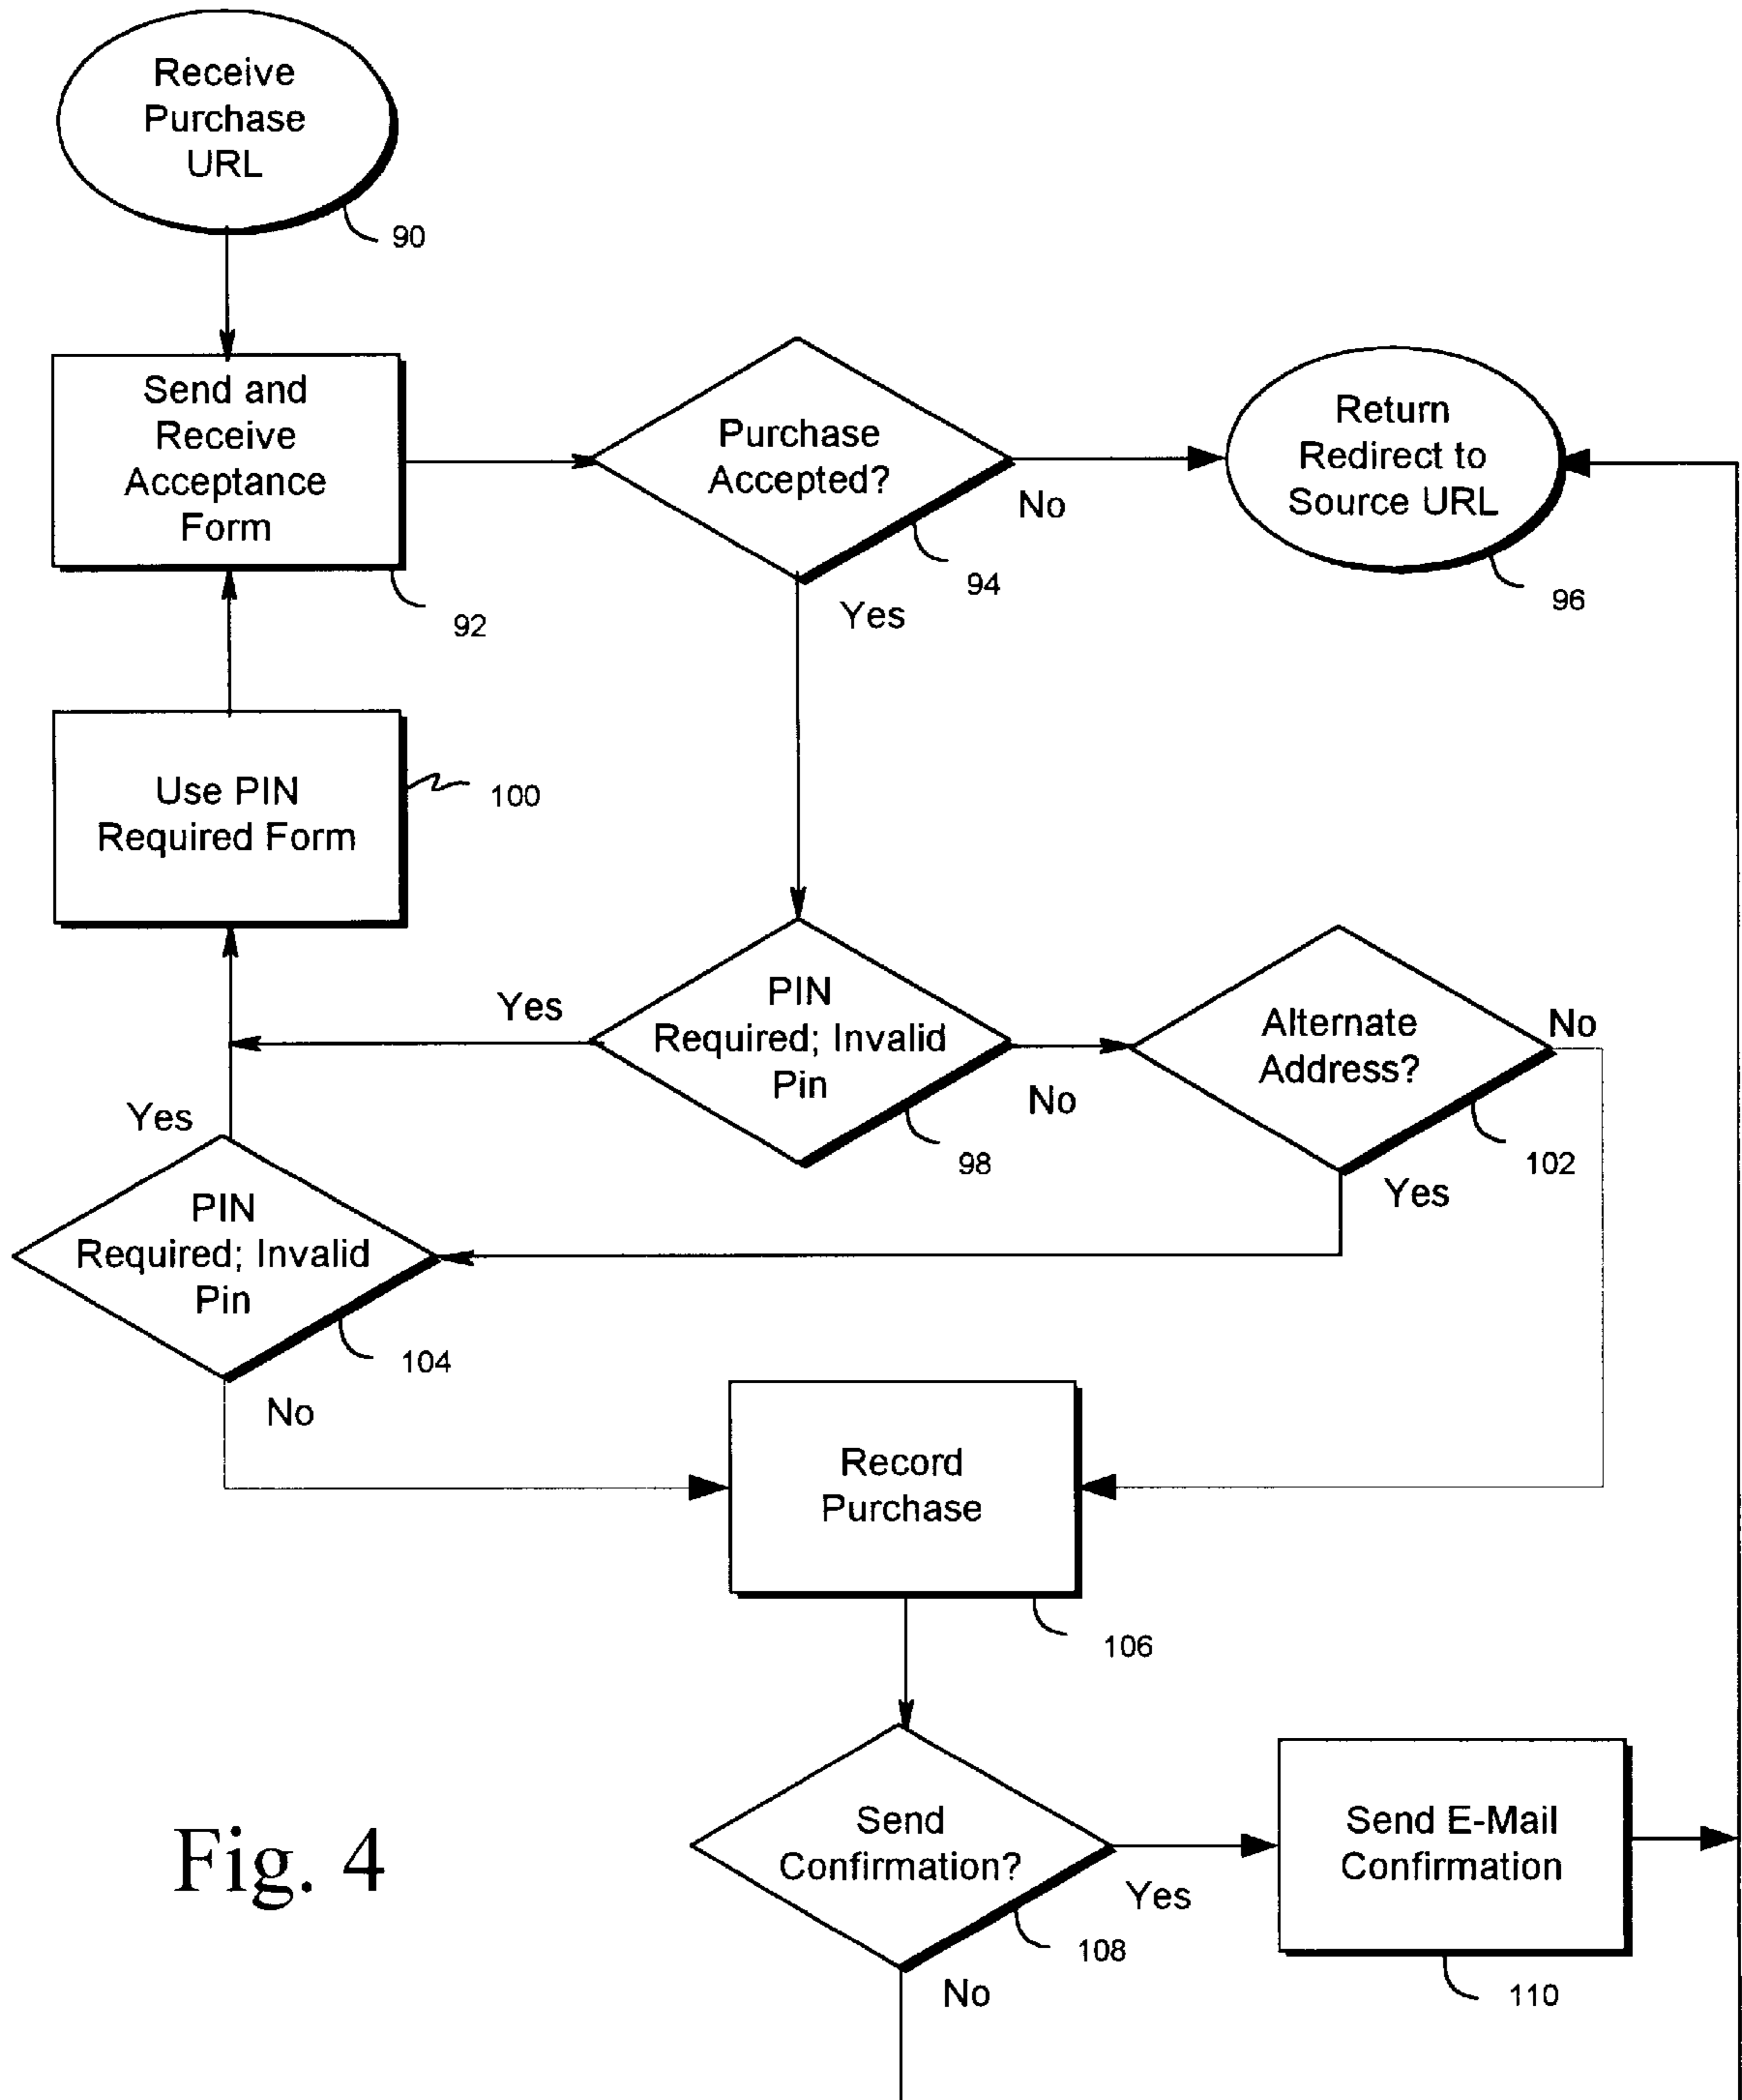 Receive
Purchase
URL
90
Send and
Receive
Acceptance
Form
92
Purchase
Accepted?
No
94
Yes
Return
Redirect to
Source URL
96
Use PIN
Required Form
100
Yes
PIN
Required; Invalid
Pin
No
98
Alternate
Address?
No
102
Yes
Yes
PIN
Required; Invalid
Pin
104
No
Record
Purchase
106
Send
Confirmation?
Yes
108
No
Send E-Mail
Confirmation
110
Fig. 4